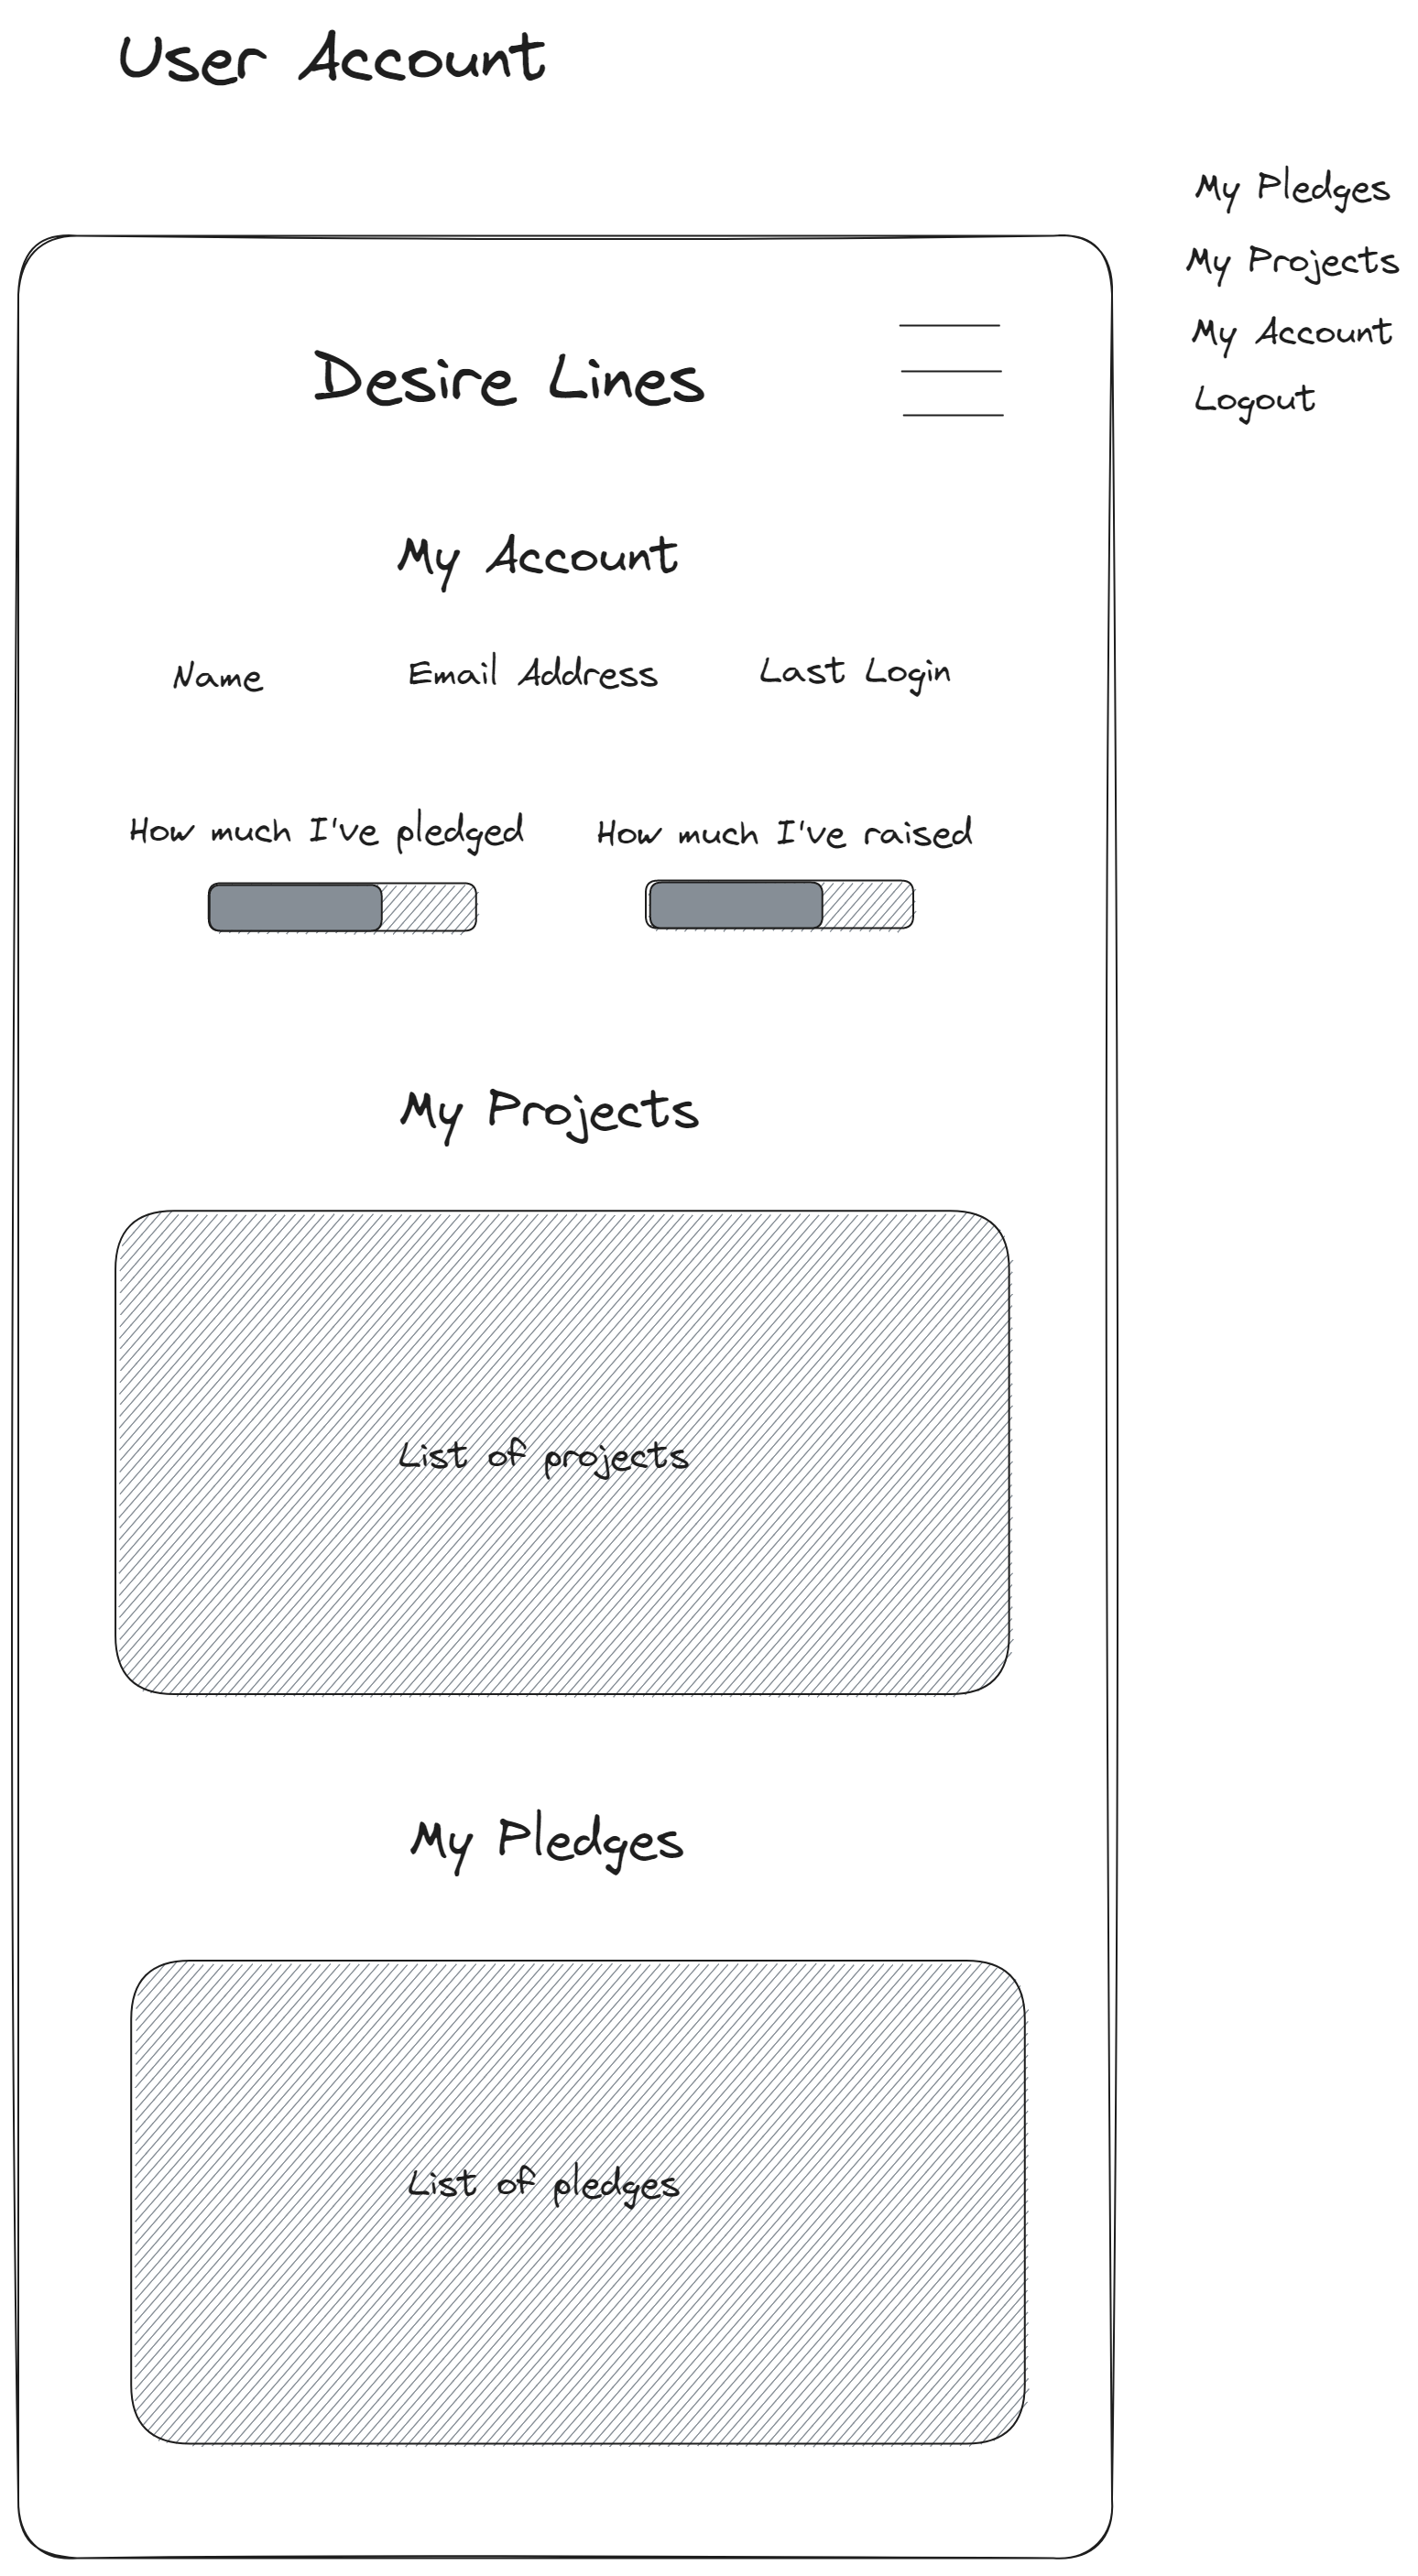 User Account
My Pledges
My Projects
My Account
Logout
Desire Lines
My Account
Name Email Address Last Login
How much I've pledged How much I've raised
My Projects
List of projects
My Pledges
List of pledges